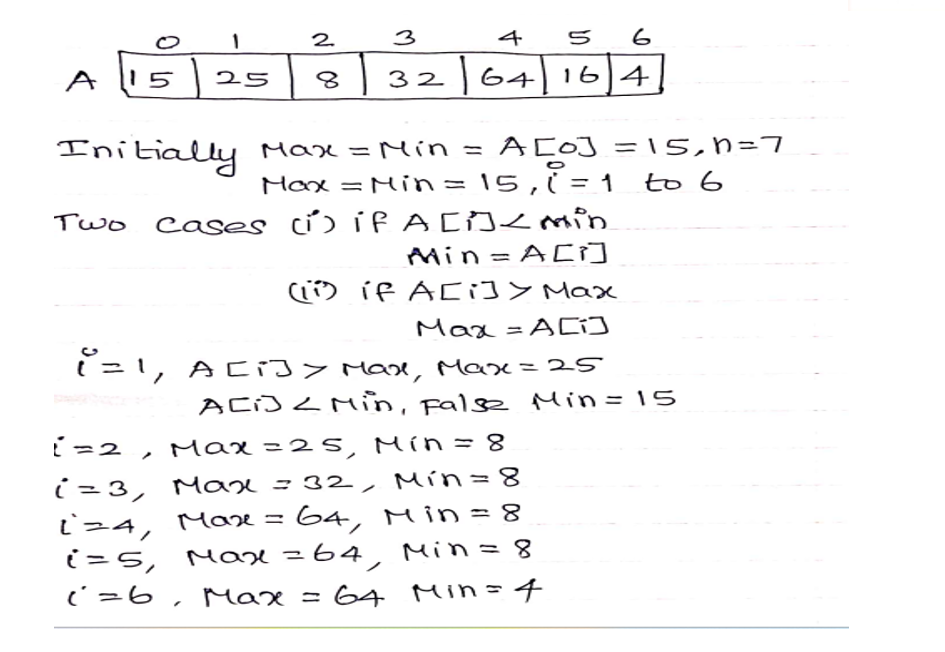 0 1 2 3 4 5 6
A 15 25 8 32 64 16 4
Initially Max = Min = A[0] = 15, n=7
Max = Min = 15, i = 1 to 6
Two cases (i) if A[i] < Min
Min = A[i]
(ii) if A[i] > Max
Max = A[i]
i = 1, A[i] > Max, Max = 25
A[i] < Min, False Min = 15
i = 2, Max = 25, Min = 8
i = 3, Max = 32, Min = 8
i = 4, Max = 64, Min = 8
i = 5, Max = 64, Min = 8
i = 6, Max = 64 Min = 4